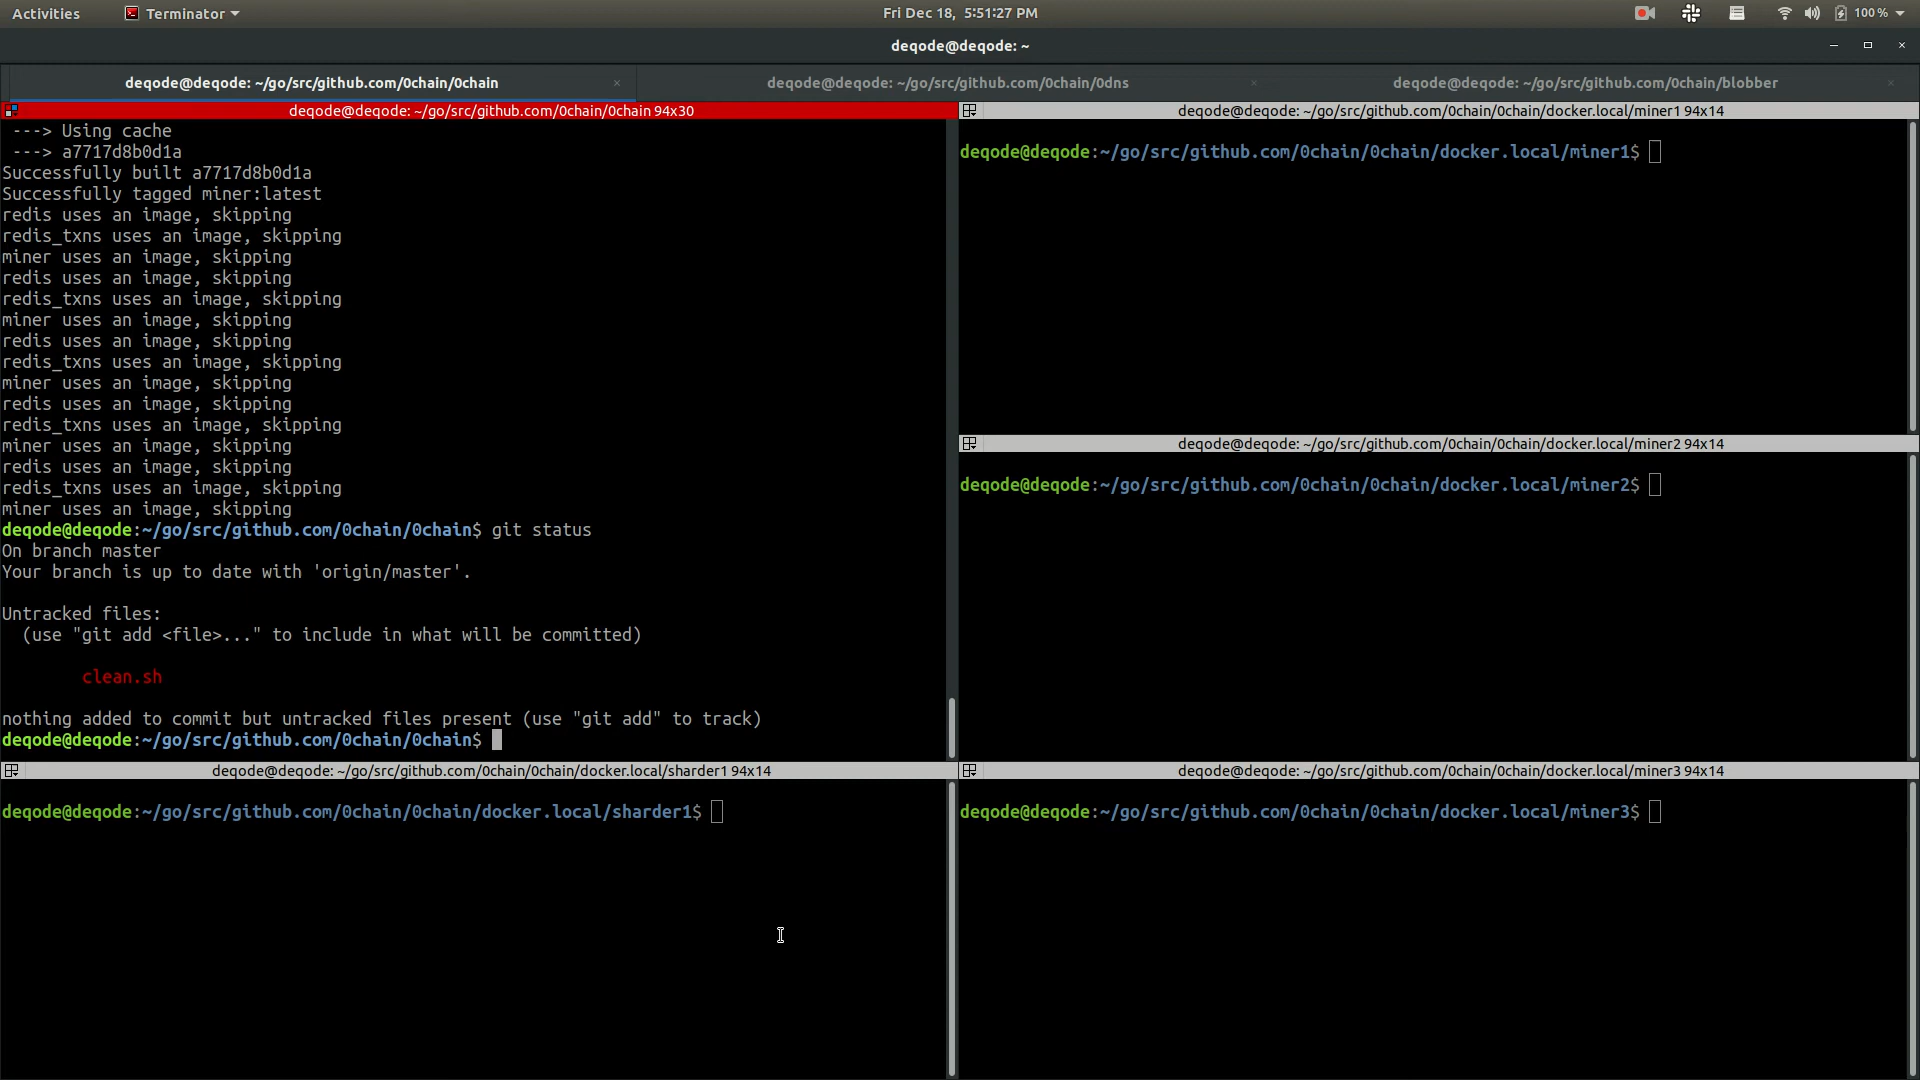 Activities
Terminator
Fri Dec 18, 5:51:27 PM
100 %
deqode@deqode: ~
deqode@deqode: ~/go/src/github.com/0chain/0chain
deqode@deqode: ~/go/src/github.com/0chain/0dns
deqode@deqode: ~/go/src/github.com/0chain/blobber
deqode@deqode: ~/go/src/github.com/0chain/0chain 94x30
---> Using cache
---> a7717d8b0d1a
Successfully built a7717d8b0d1a
Successfully tagged miner:latest
redis uses an image, skipping
redis_txns uses an image, skipping
miner uses an image, skipping
redis uses an image, skipping
redis_txns uses an image, skipping
miner uses an image, skipping
redis uses an image, skipping
redis_txns uses an image, skipping
miner uses an image, skipping
redis uses an image, skipping
redis_txns uses an image, skipping
miner uses an image, skipping
redis uses an image, skipping
redis_txns uses an image, skipping
miner uses an image, skipping
deqode@deqode:~/go/src/github.com/0chain/0chain$ git status
On branch master
Your branch is up to date with 'origin/master'.
Untracked files:
(use "git add <file>..." to include in what will be committed)
clean.sh
nothing added to commit but untracked files present (use "git add" to track)
deqode@deqode:~/go/src/github.com/0chain/0chain$
deqode@deqode: ~/go/src/github.com/0chain/0chain/docker.local/sharder1 94x14
deqode@deqode:~/go/src/github.com/0chain/0chain/docker.local/sharder1$
deqode@deqode: ~/go/src/github.com/0chain/0chain/docker.local/miner1 94x14
deqode@deqode:~/go/src/github.com/0chain/0chain/docker.local/miner1$
deqode@deqode: ~/go/src/github.com/0chain/0chain/docker.local/miner2 94x14
deqode@deqode:~/go/src/github.com/0chain/0chain/docker.local/miner2$
deqode@deqode: ~/go/src/github.com/0chain/0chain/docker.local/miner3 94x14
deqode@deqode:~/go/src/github.com/0chain/0chain/docker.local/miner3$